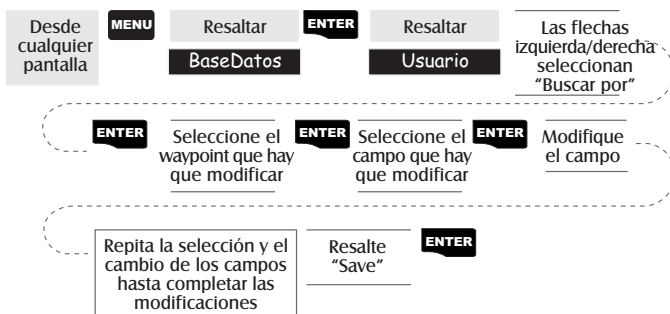 Desde
cualquier
pantalla
MENU
Resaltar
BaseDatos
ENTER
Resaltar
Usuario
Las flechas
izquierda/derecha
seleccionan
“Buscar por”
ENTER
Seleccione el
waypoint que hay
que modificar
ENTER
Seleccione el
campo que hay
que modificar
ENTER
Modifique
el campo
Repita la selección y el
cambio de los campos
hasta completar las
modificaciones
Resalte
“Save”
ENTER